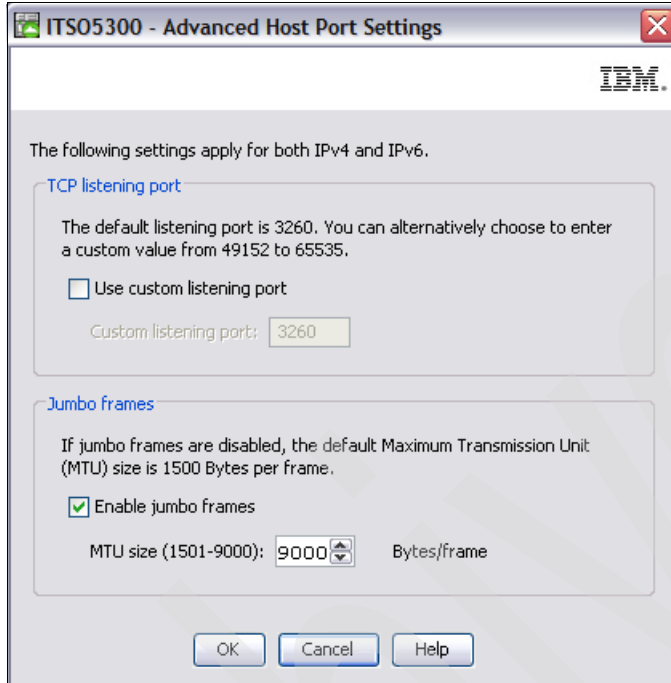 ITSO5300 - Advanced Host Port Settings
IBM.
The following settings apply for both IPv4 and IPv6.
TCP listening port
The default listening port is 3260. You can alternatively choose to enter
a custom value from 49152 to 65535.
Use custom listening port
Custom listening port: 3260
Jumbo frames
If jumbo frames are disabled, the default Maximum Transmission Unit
(MTU) size is 1500 Bytes per frame.
Enable jumbo frames
MTU size (1501-9000): 9000 Bytes/frame
OK Cancel Help